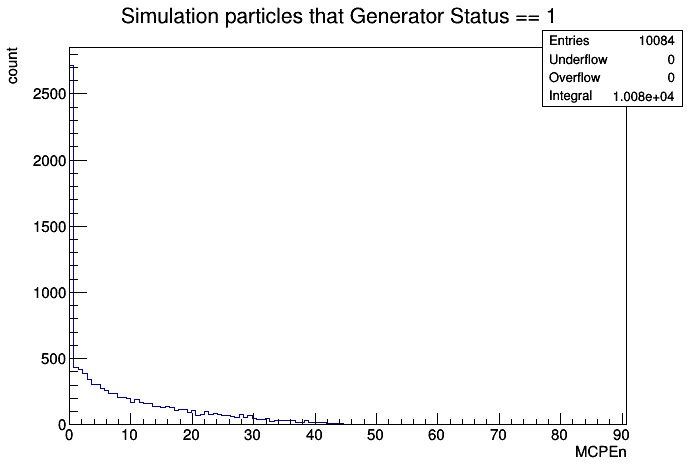 Simulation particles that Generator Status == 1
Entries 10084
Underflow 0
Overflow 0
Integral 1.008e+04
count
2500
2000
1500
1000
500
0
0 10 20 30 40 50 60 70 80 90
MCPEn